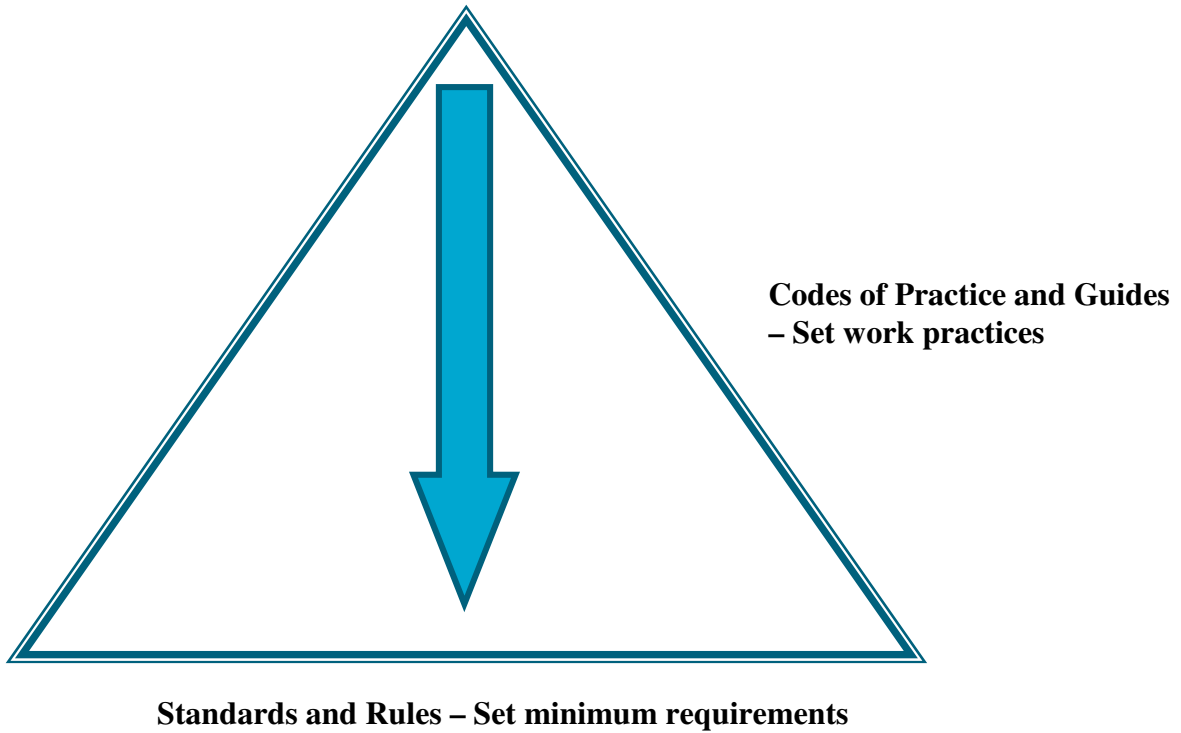 Codes of Practice and Guides
– Set work practices
Standards and Rules – Set minimum requirements